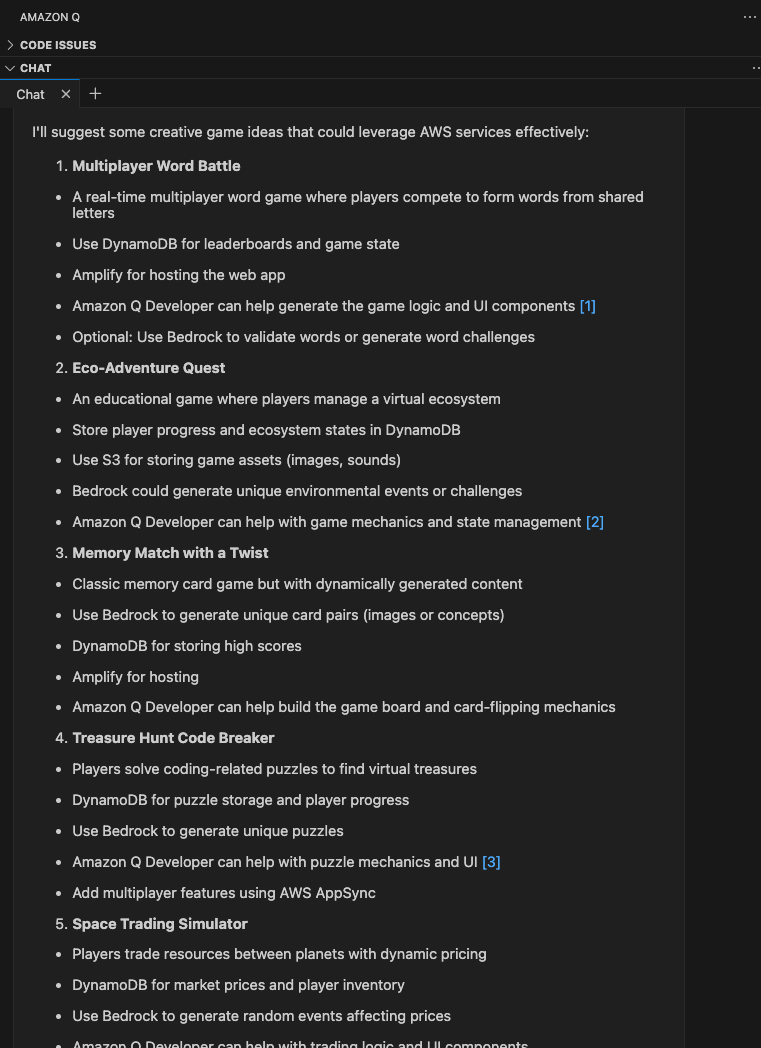 AMAZON Q
CODE ISSUES
CHAT
Chat
I'll suggest some creative game ideas that could leverage AWS services effectively:
1. Multiplayer Word Battle
• A real-time multiplayer word game where players compete to form words from shared
letters
• Use DynamoDB for leaderboards and game state
• Amplify for hosting the web app
• Amazon Q Developer can help generate the game logic and UI components [1]
• Optional: Use Bedrock to validate words or generate word challenges
2. Eco-Adventure Quest
• An educational game where players manage a virtual ecosystem
• Store player progress and ecosystem states in DynamoDB
• Use S3 for storing game assets (images, sounds)
• Bedrock could generate unique environmental events or challenges
• Amazon Q Developer can help with game mechanics and state management [2]
3. Memory Match with a Twist
• Classic memory card game but with dynamically generated content
• Use Bedrock to generate unique card pairs (images or concepts)
• DynamoDB for storing high scores
• Amplify for hosting
• Amazon Q Developer can help build the game board and card-flipping mechanics
4. Treasure Hunt Code Breaker
• Players solve coding-related puzzles to find virtual treasures
• DynamoDB for puzzle storage and player progress
• Use Bedrock to generate unique puzzles
• Amazon Q Developer can help with puzzle mechanics and UI [3]
• Add multiplayer features using AWS AppSync
5. Space Trading Simulator
• Players trade resources between planets with dynamic pricing
• DynamoDB for market prices and player inventory
• Use Bedrock to generate random events affecting prices
• Amazon Q Developer can help with trading logic and UI components